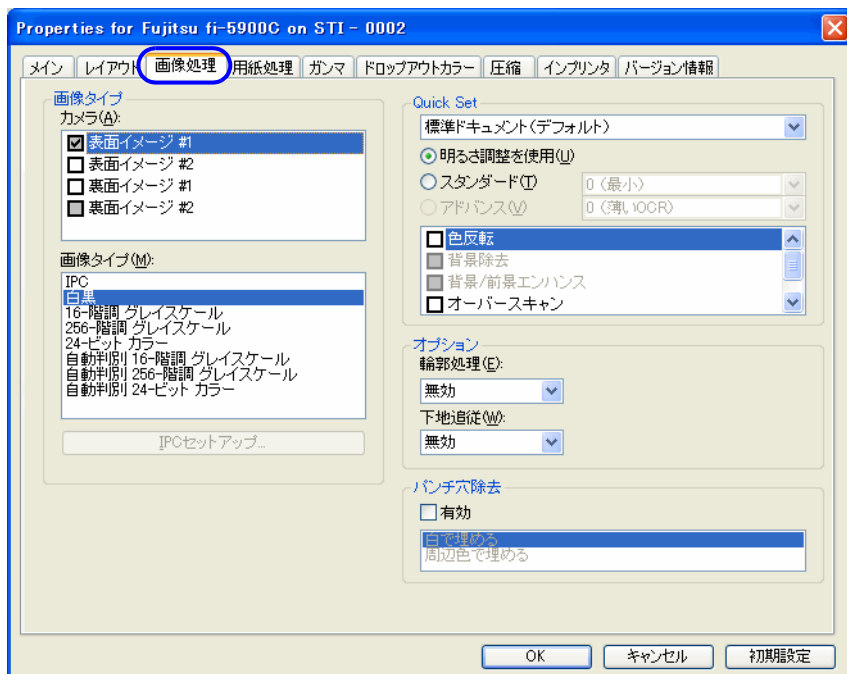 Properties for Fujitsu fi-5900C on STI - 0002
メイン レイアウト 画像処理 用紙処理 ガンマ ドロップアウトカラー 圧縮 インプリンタ バージョン情報
画像タイプ
カメラ(A):
表面イメージ #1
表面イメージ #2
裏面イメージ #1
裏面イメージ #2
画像タイプ(M):
IPC
白黒
16-階調 グレイスケール
256-階調 グレイスケール
24-ビット カラー
自動判別 16-階調 グレイスケール
自動判別 256-階調 グレイスケール
自動判別 24-ビット カラー
IPCセットアップ...
Quick Set
標準ドキュメント(デフォルト)
明るさ調整を使用(U)
スタンダード(T) 0 (最小)
アドバンス(V) 0 (薄いOCR)
色反転
背景除去
背景/前景エンハンス
オーバースキャン
オプション
輪郭処理(E):
無効
下地追従(W):
無効
パンチ穴除去
有効
白で埋める
周辺色で埋める
OK キャンセル 初期設定